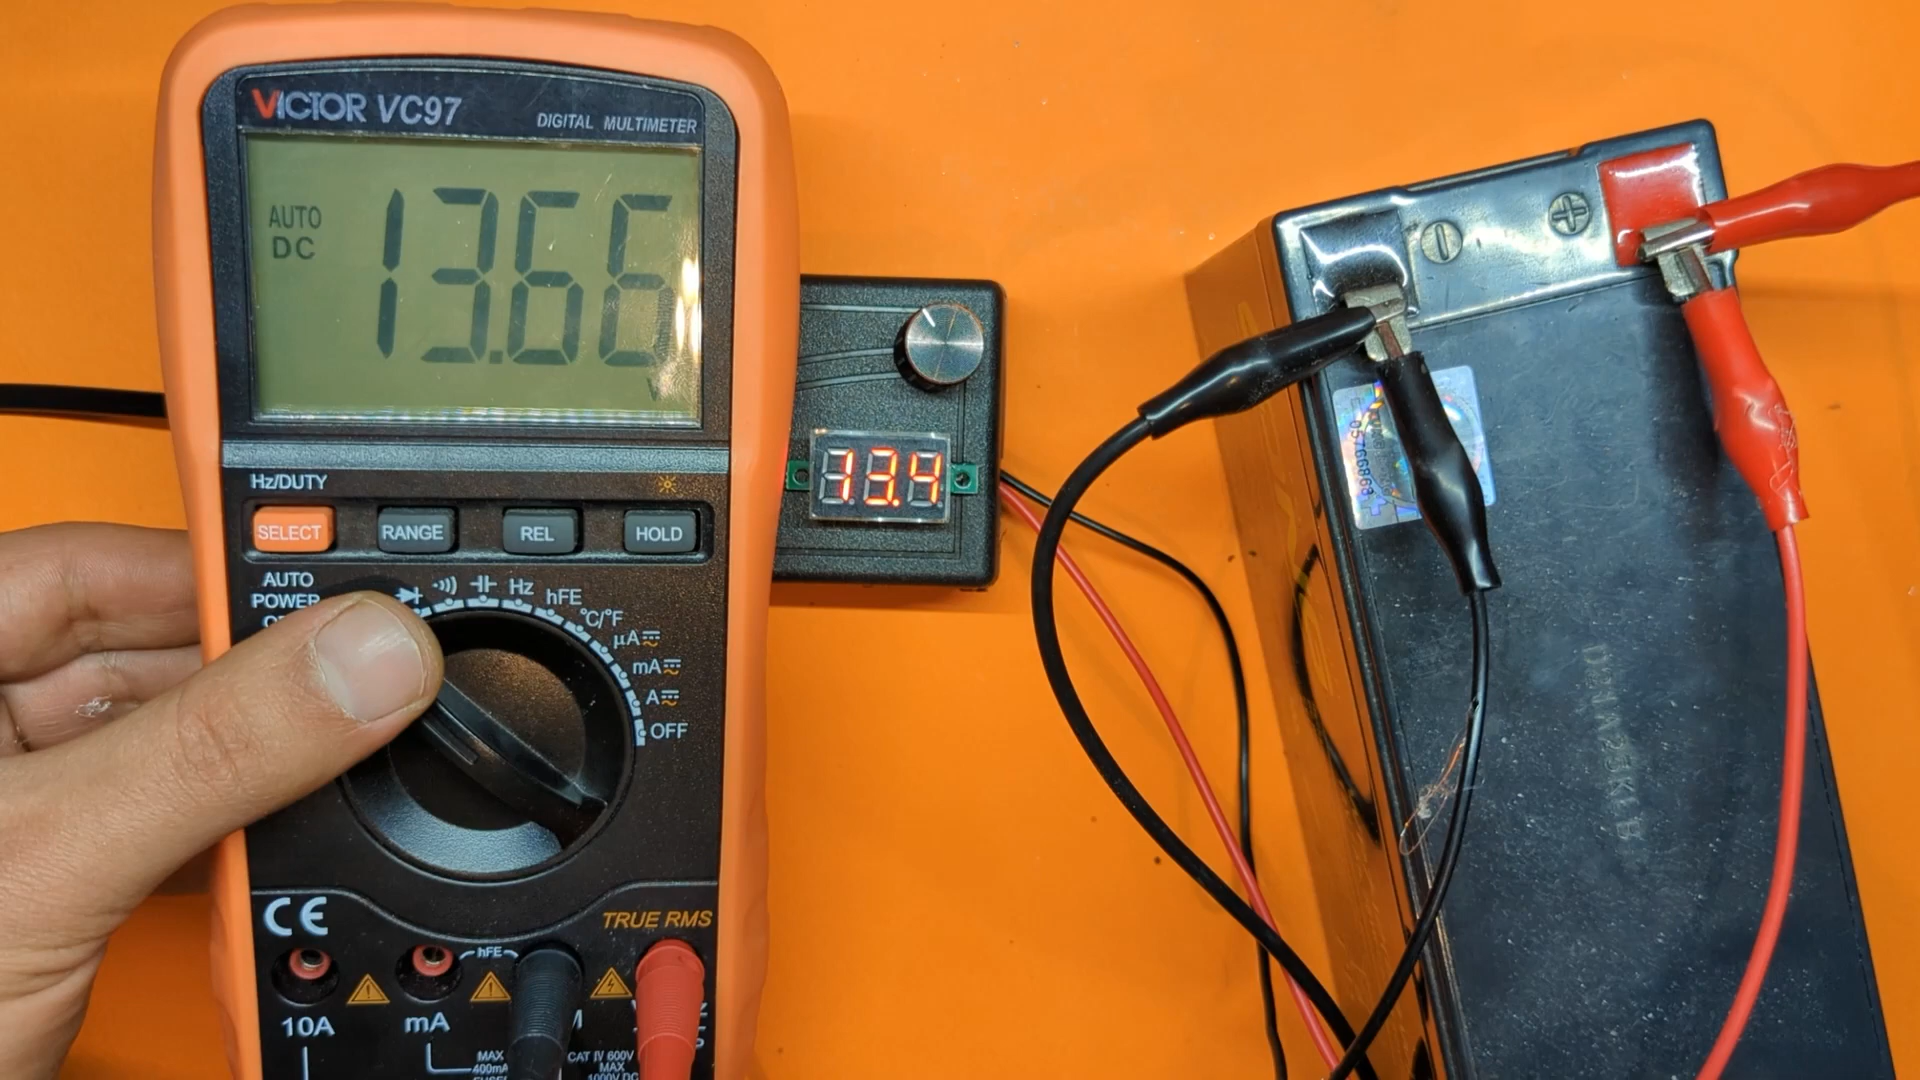 VICTOR VC97
DIGITAL MULTIMETER
AUTO
DC
13.66
V
13.4
Hz/DUTY
SELECT
RANGE
REL
HOLD
AUTO
POWER
Hz
hFE
°C/°F
µA
mA
A
OFF
CE
TRUE RMS
hFE
10A
mA
MAX
400mA
CAT IV 600V
MAX
1000V DC
05766868